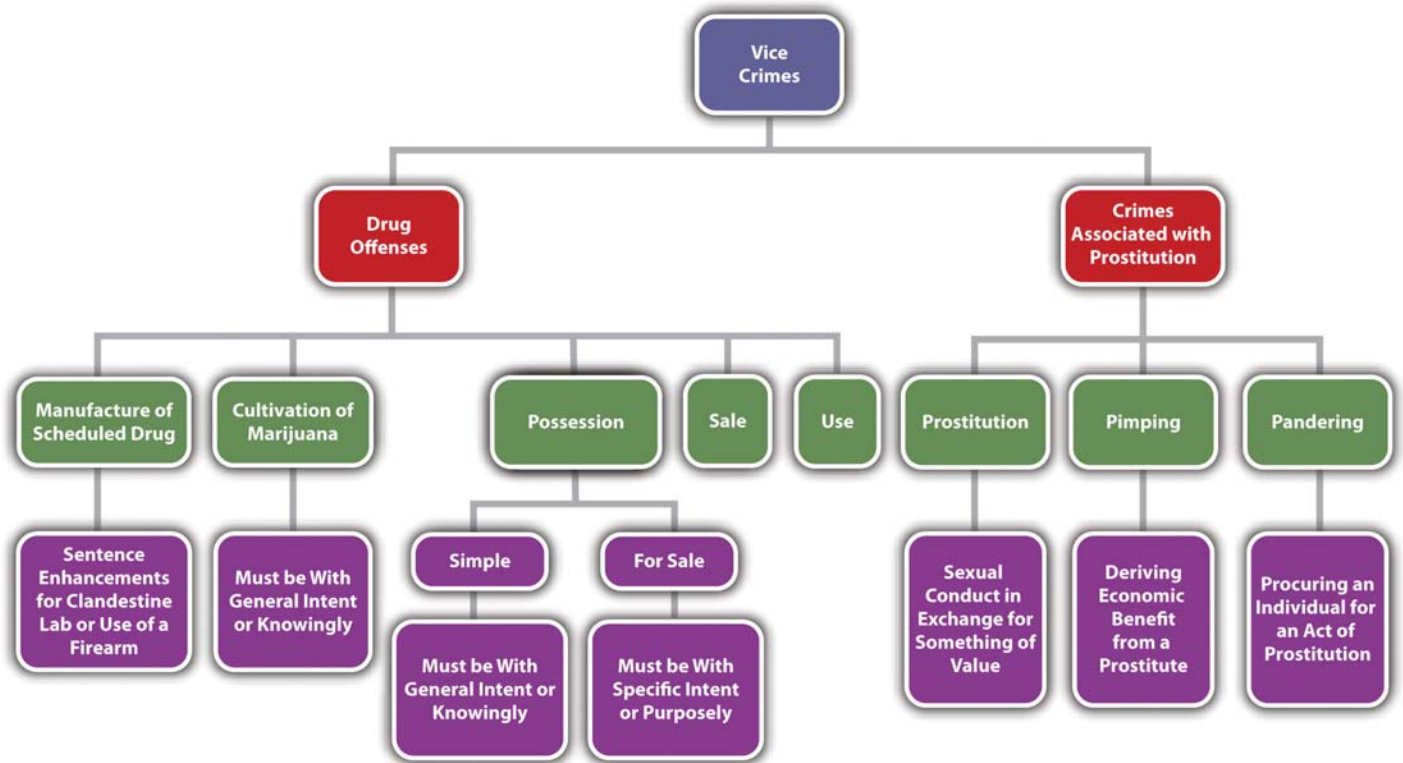 Vice
Crimes
Drug
Offenses
Crimes
Associated with
Prostitution
Manufacture of
Scheduled Drug
Cultivation of
Marijuana
Possession
Sale
Use
Prostitution
Pimping
Pandering
Sentence
Enhancements
for Clandestine
Lab or Use of a
Firearm
Must be With
General Intent
or Knowingly
Simple
For Sale
Must be With
General Intent or
Knowingly
Must be With
Specific Intent
or Purposely
Sexual
Conduct in
Exchange for
Something of
Value
Deriving
Economic
Benefit
from a
Prostitute
Procuring an
Individual for
an Act of
Prostitution